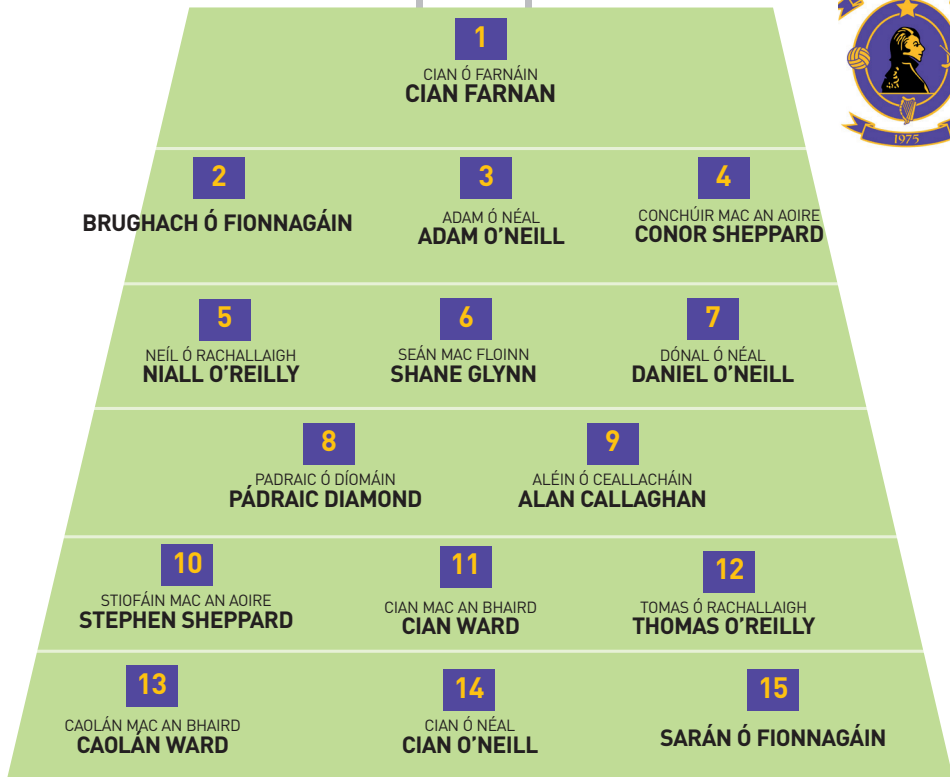 1
CIAN Ó FARNÁIN
CIAN FARNAN
1975
2
BRUGHACH Ó FIONNAGÁIN
3
ADAM Ó NÉAL
ADAM O'NEILL
4
CONCHÚIR MAC AN AOIRE
CONOR SHEPPARD
5
NEÍL Ó RACHALLAIGH
NIALL O'REILLY
6
SEÁN MAC FLOINN
SHANE GLYNN
7
DÓNAL Ó NÉAL
DANIEL O'NEILL
8
PADRAIC Ó DÍOMÁIN
PÁDRAIC DIAMOND
9
ALÉIN Ó CEALLACHÁIN
ALAN CALLAGHAN
10
STIOFÁIN MAC AN AOIRE
STEPHEN SHEPPARD
11
CIAN MAC AN BHAIRD
CIAN WARD
12
TOMAS Ó RACHALLAIGH
THOMAS O'REILLY
13
CAOLÁN MAC AN BHAIRD
CAOLÁN WARD
14
CIAN Ó NÉAL
CIAN O'NEILL
15
SARÁN Ó FIONNAGÁIN